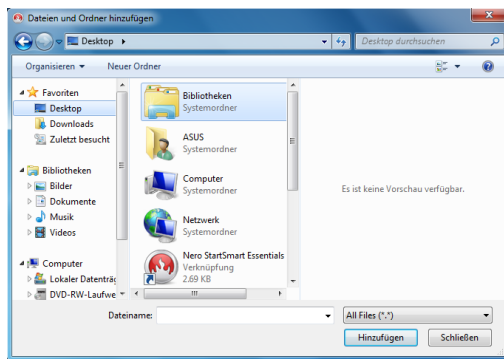 Dateien und Ordner hinzufügen
Desktop
Desktop durchsuchen
Organisieren
Neuer Ordner
Favoriten
Desktop
Downloads
Zuletzt besucht
Bibliotheken
Bilder
Dokumente
Musik
Videos
Computer
Lokaler Datenträg
DVD-RW-Laufwe
Bibliotheken
Systemordner
ASUS
Systemordner
Computer
Systemordner
Netzwerk
Systemordner
Nero StartSmart Essentials
Verknüpfung
2.69 KB
Es ist keine Vorschau verfügbar.
Dateiname:
All Files (*.*)
Hinzufügen
Schließen